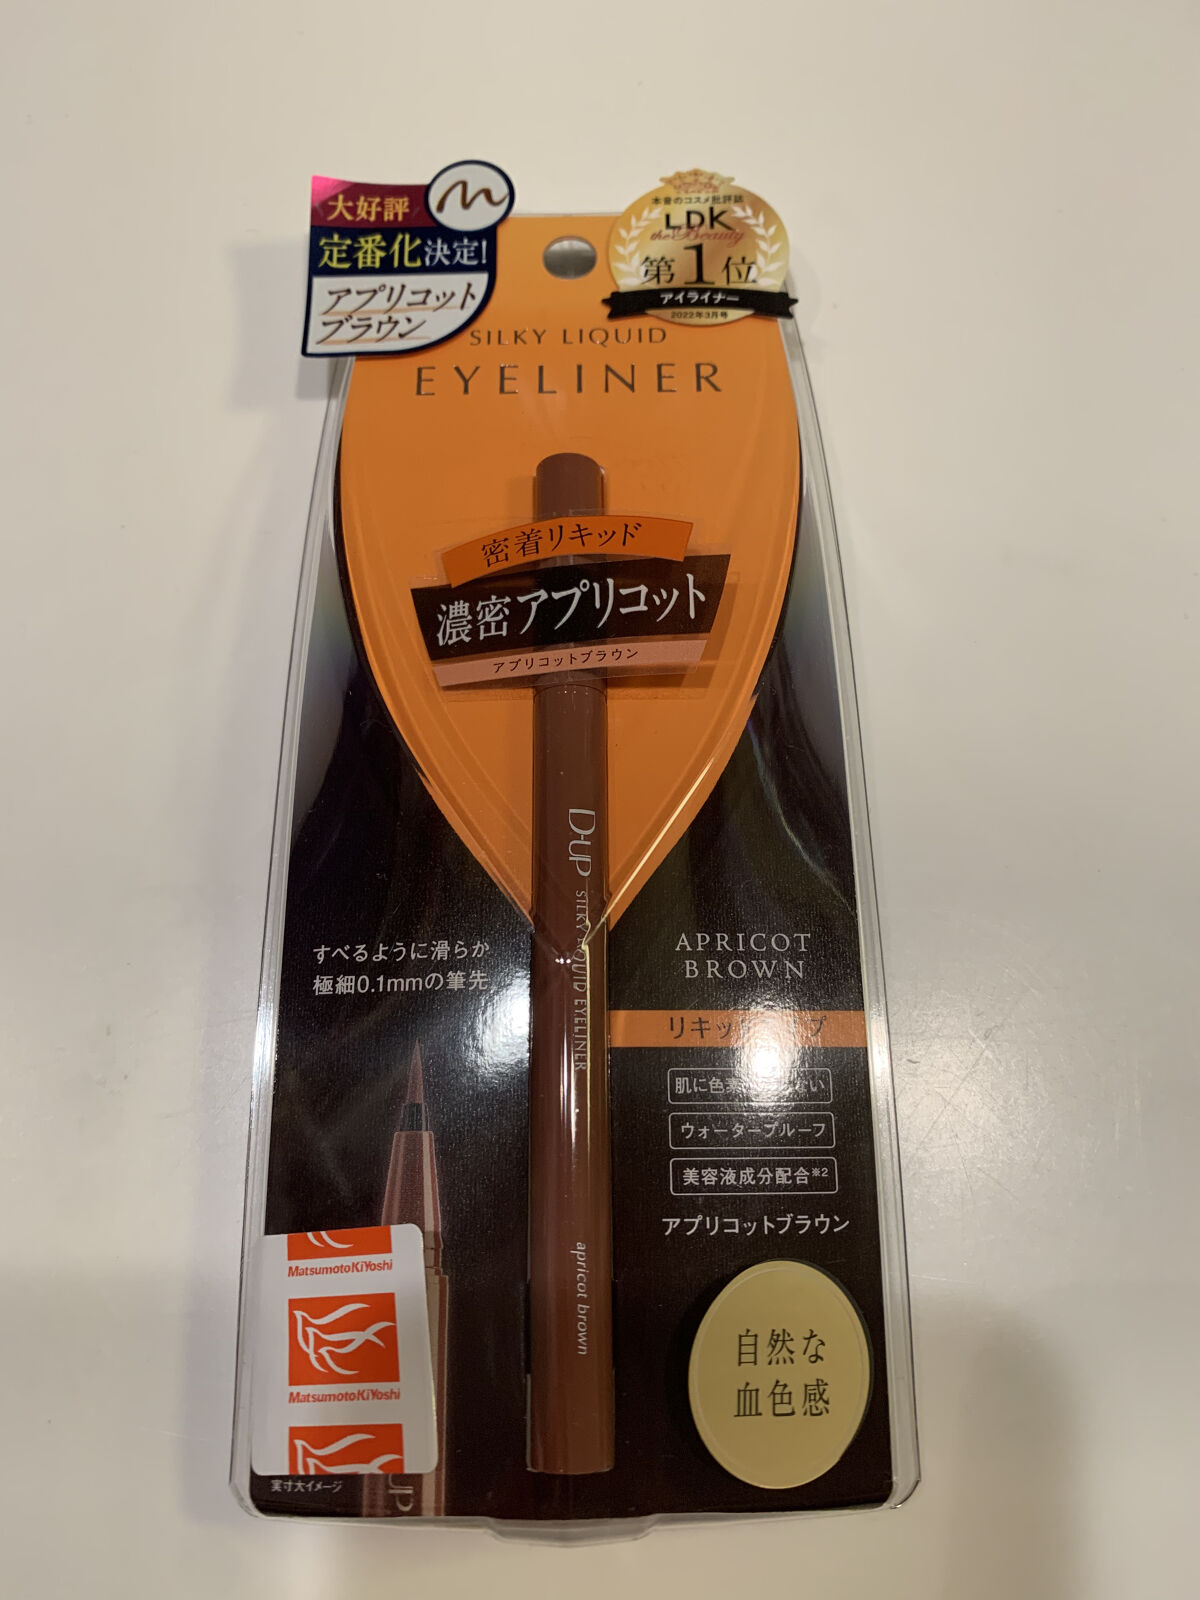 大好評
定番化決定!
アプリコット
ブラウン
本音のコスメ批評誌
LDK
the Beauty
第1位
アイライナー
2022年3月号
SILKY LIQUID
EYELINER
密着リキッド
濃密アプリコット
アプリコットブラウン
D-UP SILKY LIQUID EYELINER
apricot brown
すべるように滑らか
極細0.1mmの筆先
APRICOT
BROWN
肌に色
ない
ウォータープルーフ
美容液成分配合※2
アプリコットブラウン
自然な
血色感
MatsumotoKiyoshi
MatsumotoKiyoshi
実寸大イメージ
UP